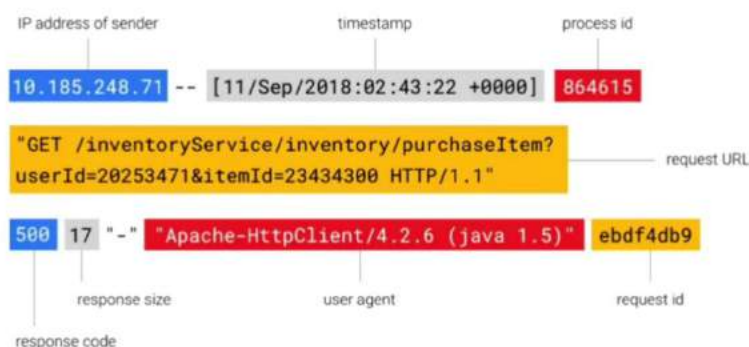 IP address of sender timestamp process id
10.185.248.71 -- [11/Sep/2018:02:43:22 +0000] 864615
"GET /inventoryService/inventory/purchaseItem?
userId=20253471&itemId=23434300 HTTP/1.1"
request URL
500 17 "-" "Apache-HttpClient/4.2.6 (java 1.5)" ebdf4db9
response size user agent request id
response code